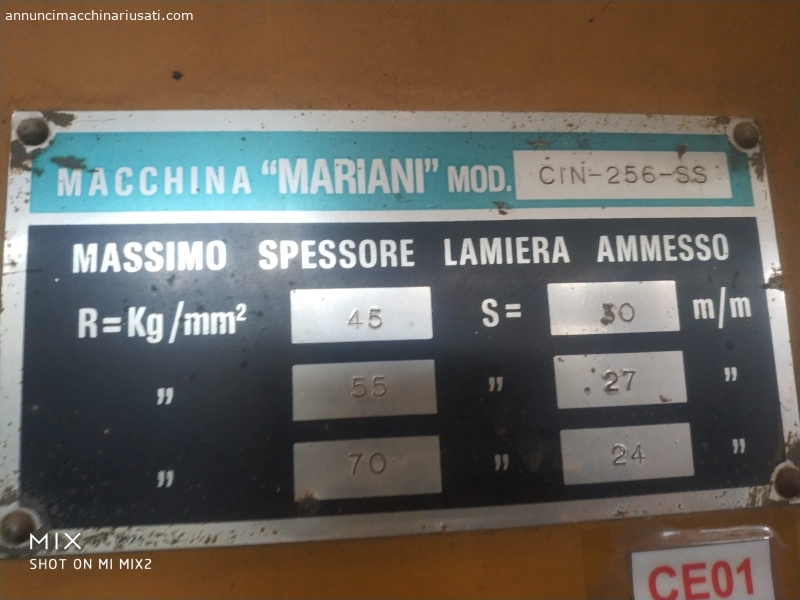 annuncimacchinariusati.com
MACCHINA "MARIANI" MOD. CIN-256-SS
MASSIMO SPESSORE LAMIERA AMMESSO
R=Kg/mm² 45 S= 30 m/m
" 55 " 27 "
" 70 " 24 "
MIX
SHOT ON MI MIX2
CE01